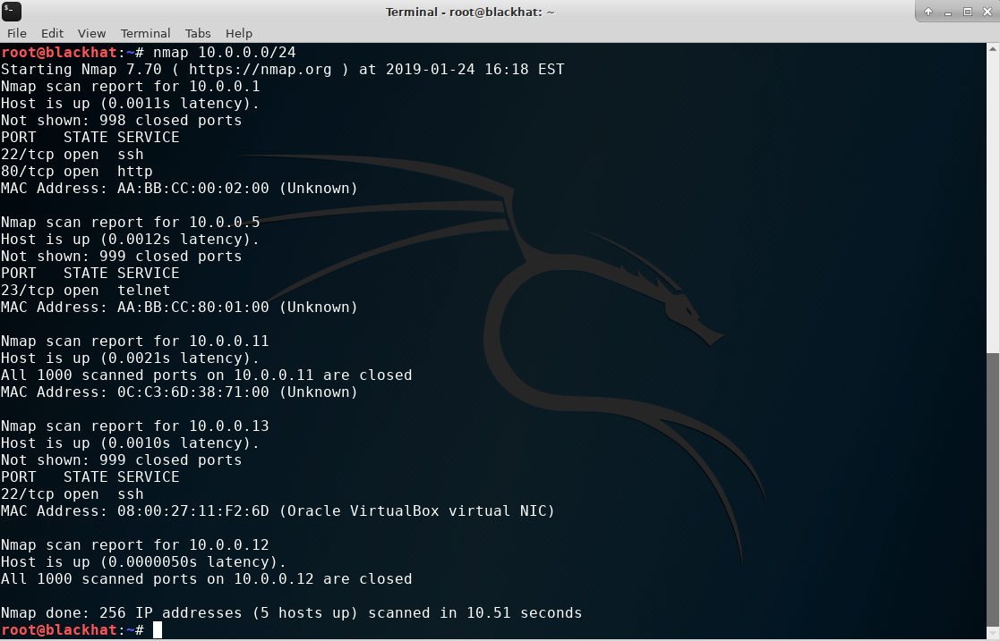 Terminal - root@blackhat: ~
File Edit View Terminal Tabs Help
root@blackhat:~# nmap 10.0.0.0/24
Starting Nmap 7.70 ( https://nmap.org ) at 2019-01-24 16:18 EST
Nmap scan report for 10.0.0.1
Host is up (0.0011s latency).
Not shown: 998 closed ports
PORT   STATE SERVICE
22/tcp open  ssh
80/tcp open  http
MAC Address: AA:BB:CC:00:02:00 (Unknown)

Nmap scan report for 10.0.0.5
Host is up (0.0012s latency).
Not shown: 999 closed ports
PORT   STATE SERVICE
23/tcp open  telnet
MAC Address: AA:BB:CC:80:01:00 (Unknown)

Nmap scan report for 10.0.0.11
Host is up (0.0021s latency).
All 1000 scanned ports on 10.0.0.11 are closed
MAC Address: 0C:C3:6D:38:71:00 (Unknown)

Nmap scan report for 10.0.0.13
Host is up (0.0010s latency).
Not shown: 999 closed ports
PORT   STATE SERVICE
22/tcp open  ssh
MAC Address: 08:00:27:11:F2:6D (Oracle VirtualBox virtual NIC)

Nmap scan report for 10.0.0.12
Host is up (0.0000050s latency).
All 1000 scanned ports on 10.0.0.12 are closed

Nmap done: 256 IP addresses (5 hosts up) scanned in 10.51 seconds
root@blackhat:~#